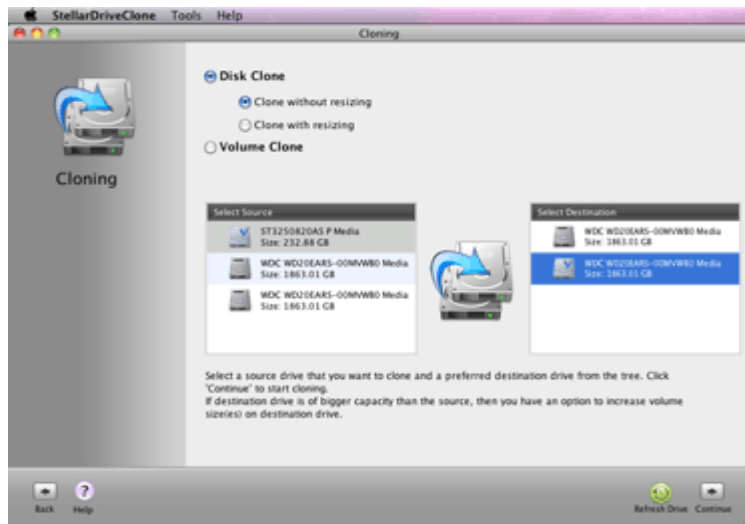 StellarDriveClone Tools Help
Cloning
Disk Clone
Clone without resizing
Clone with resizing
Volume Clone
Cloning
Select Source
ST3250820AS P Media
Size: 232.88 GB
WDC WD20EARS-00MVWB0 Media
Size: 1863.01 GB
WDC WD20EARS-00MVWB0 Media
Size: 1863.01 GB
Select Destination
WDC WD20EARS-00MVWB0 Media
Size: 1863.01 GB
WDC WD20EARS-00MVWB0 Media
Size: 1863.01 GB
Select a source drive that you want to clone and a preferred destination drive from the tree. Click
'Continue' to start cloning.
If destination drive is of bigger capacity than the source, then you have an option to increase volume
size(es) on destination drive.
Back Help
Refresh Drive Continue